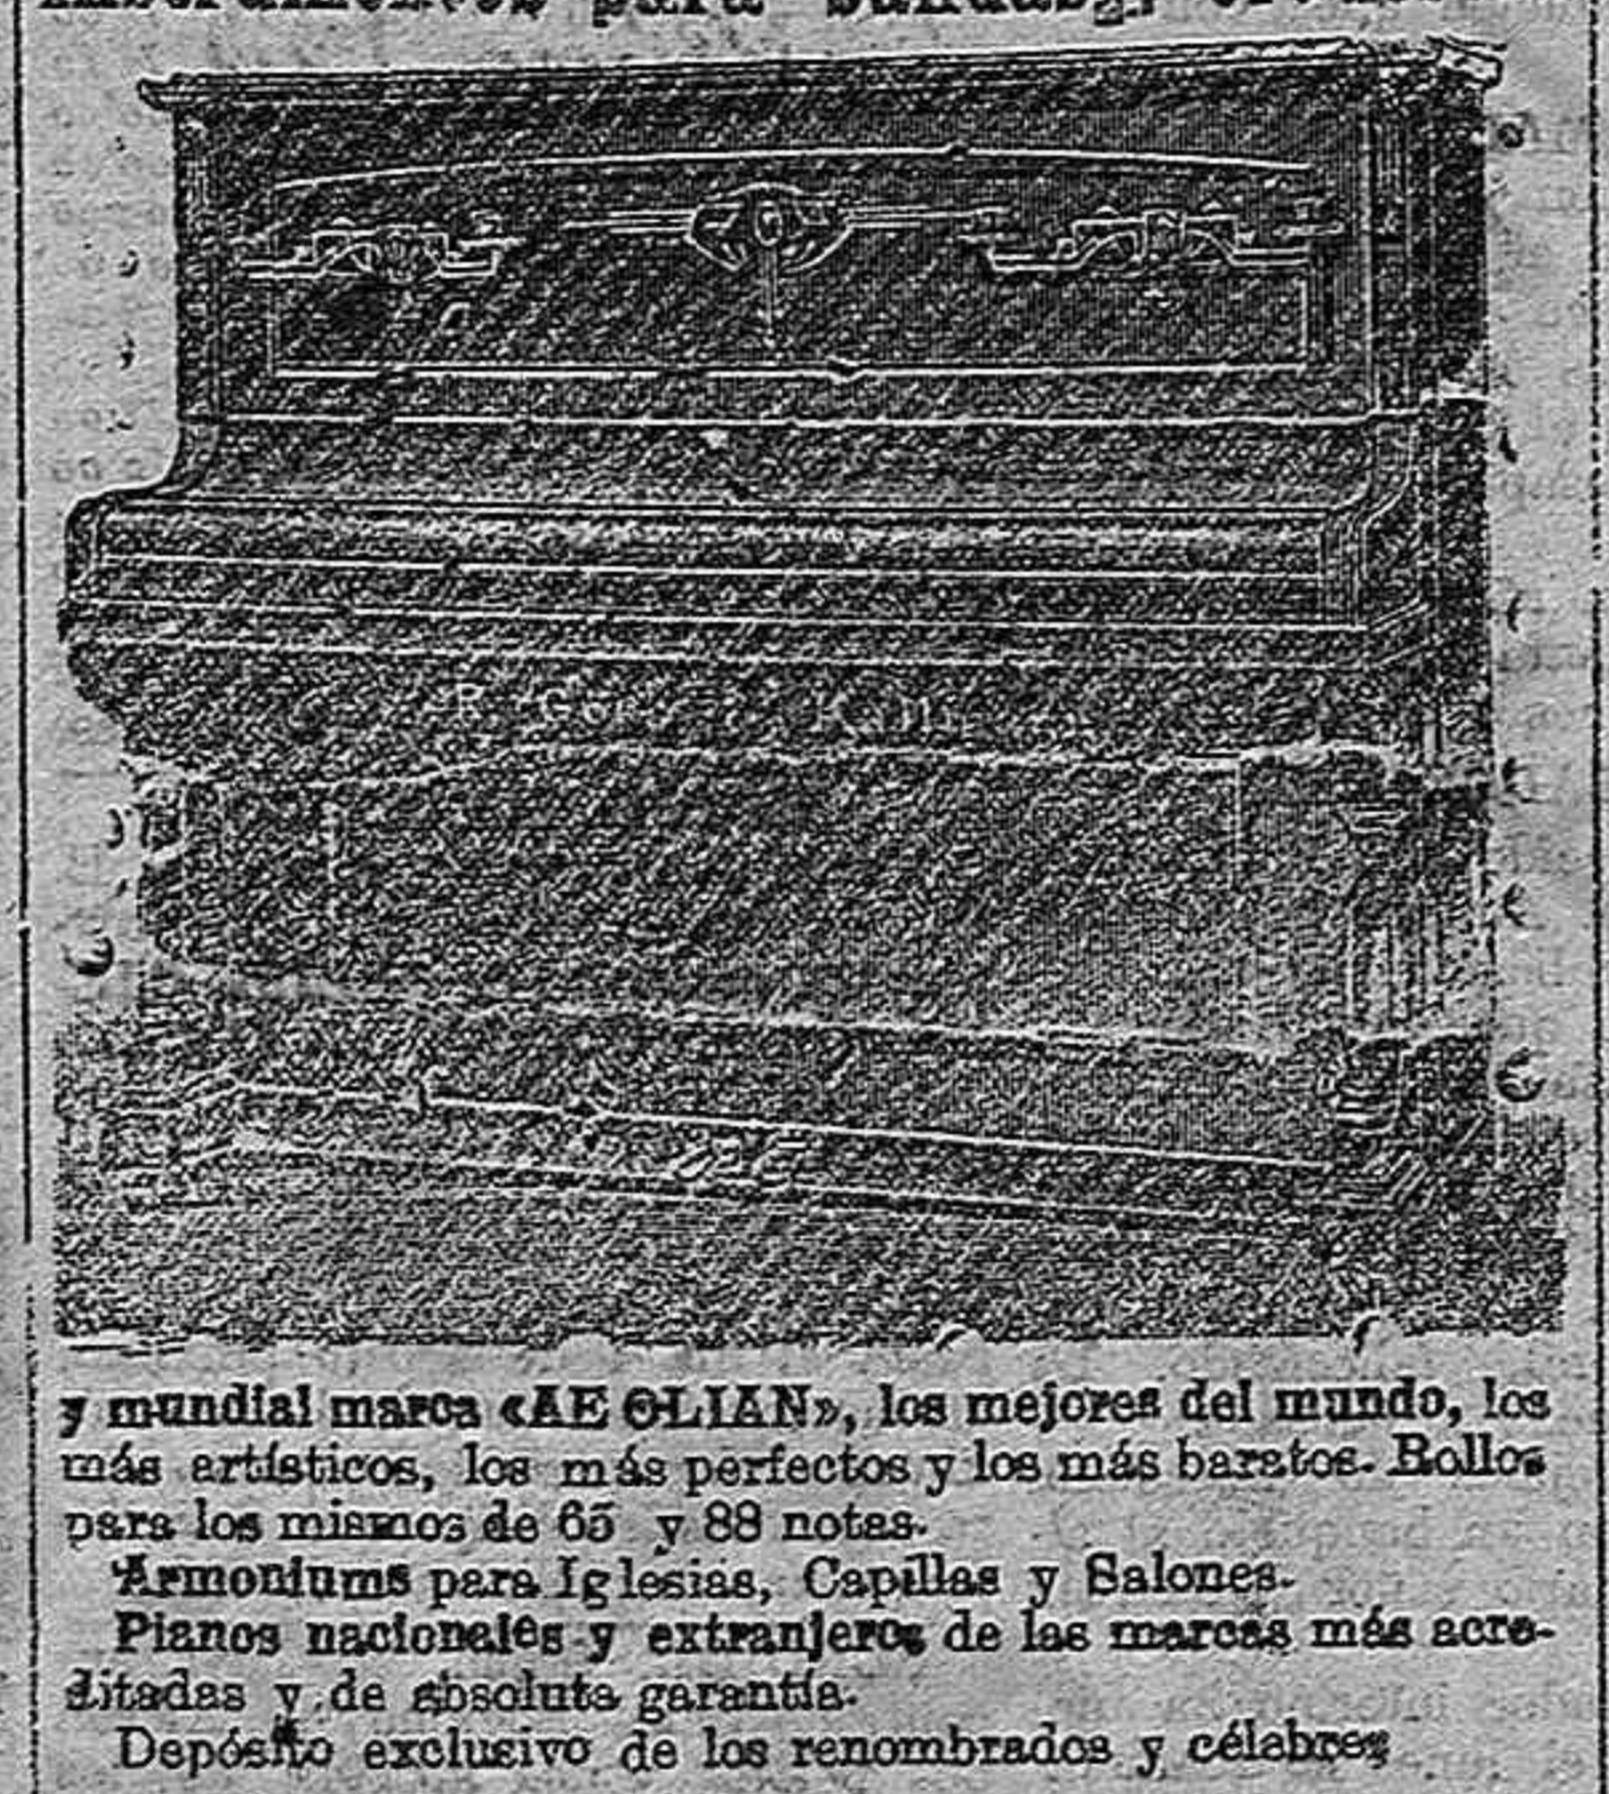 para
y mundial marca «AEOLIAN», los mejores del mundo, los
más artísticos, los más perfectos y los más baratos. Rollos
para los mismos de 65 y 88 notas.
Armoniums para Iglesias, Capillas y Salones.
Pianos nacionales y extranjeros de las marcas más acre-
ditadas y de absoluta garantía.
Depósito exclusivo de los renombrados y célebres